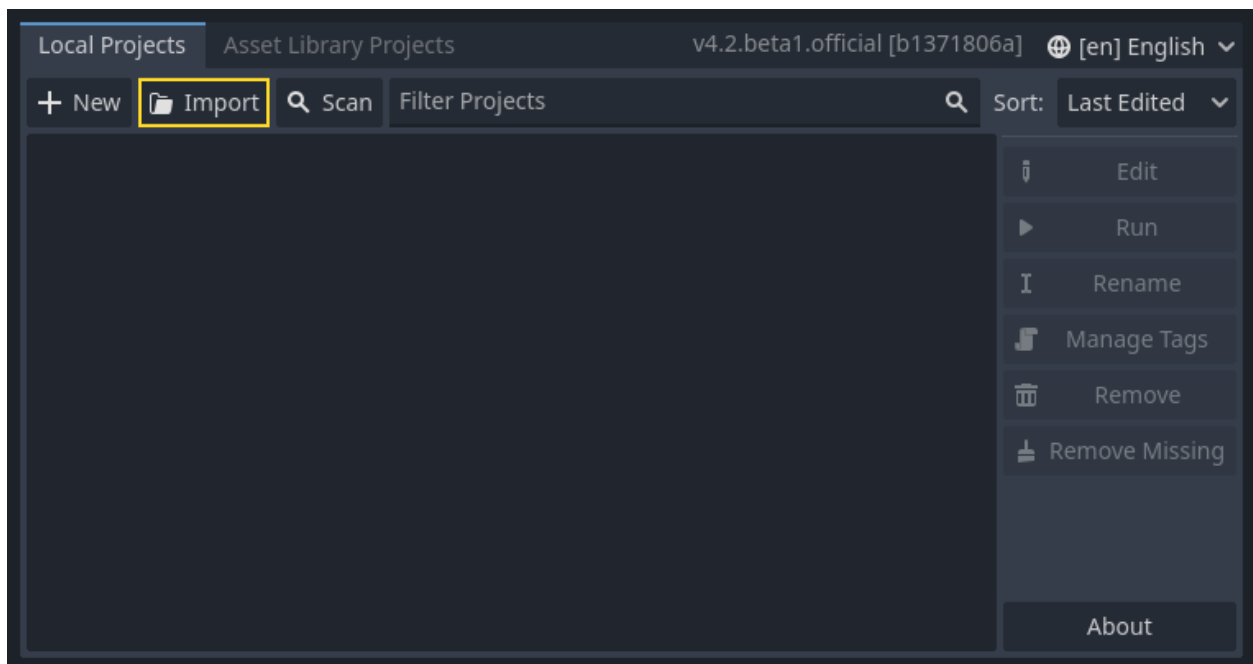 Local Projects Asset Library Projects v4.2.beta1.official [b1371806a] [en] English
New Import Scan Filter Projects Sort: Last Edited
Edit
Run
Rename
Manage Tags
Remove
Remove Missing
About